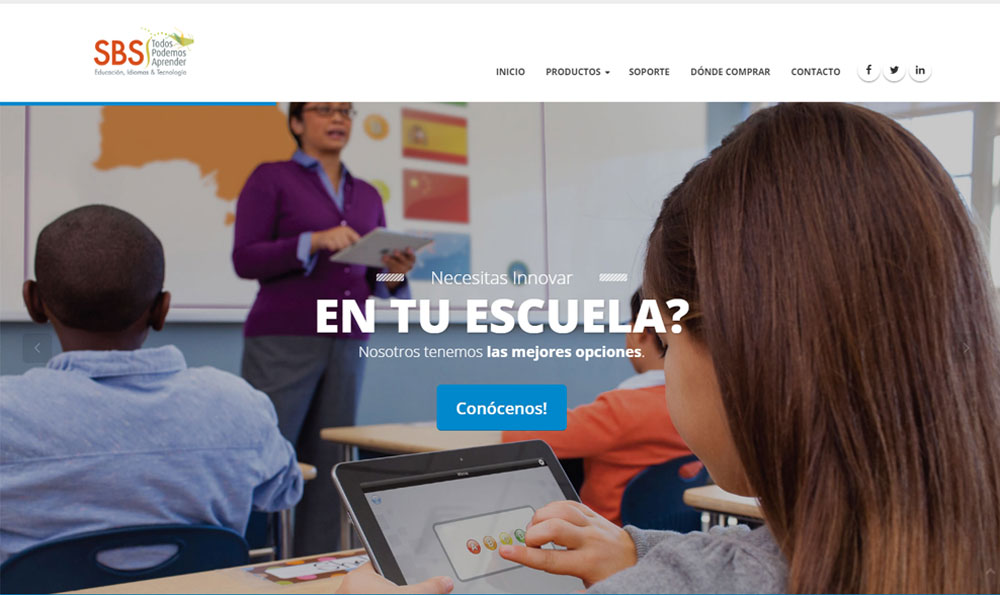 SBS
Todos
Podemos
Aprender
Educación, Idiomas & Tecnología
INICIO PRODUCTOS SOPORTE DÓNDE COMPRAR CONTACTO
Necesitas Innovar
EN TU ESCUELA?
Nosotros tenemos las mejores opciones.
Conócenos!